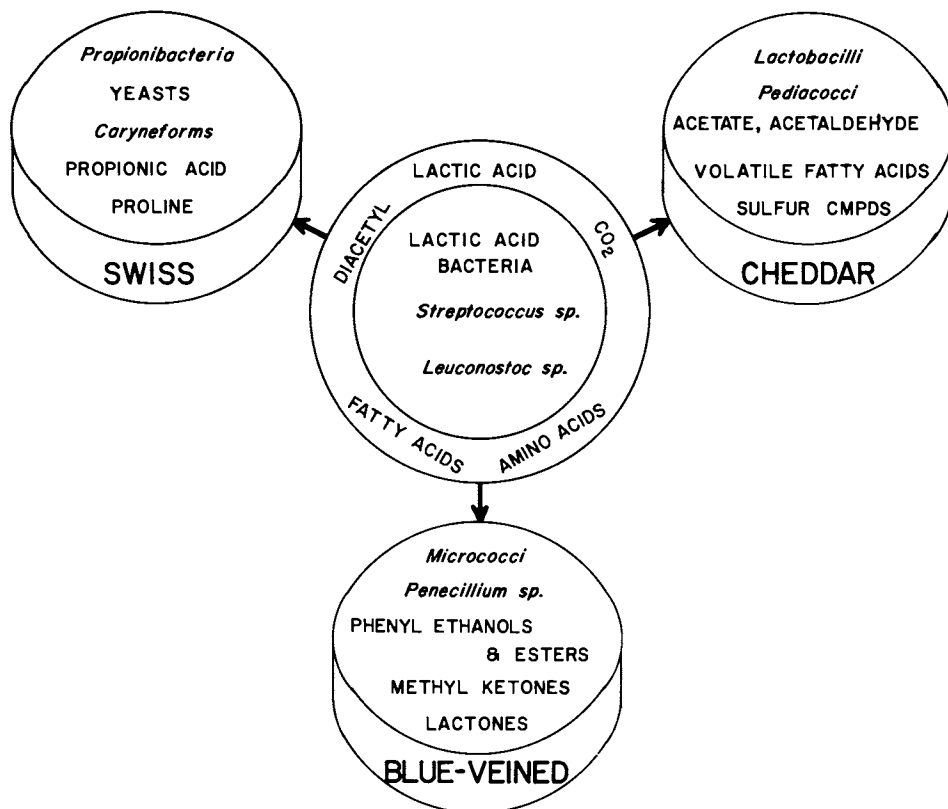 Propionibacteria
YEASTS
Caryneforms
PROPIONIC ACID
PROLINE
SWISS
Lactobacilli
Pediacocci
ACETATE, ACETALDEHYDE
VOLATILE FATTY ACIDS
SULFUR CMPDS
CHEDDAR
LACTIC ACID
DIACETYL
CO₂
FATTY ACIDS
AMINO ACIDS
LACTIC ACID
BACTERIA
Streptococcus sp.
Leuconostoc sp.
Micrococci
Penecillium sp.
PHENYL ETHANOLS
& ESTERS
METHYL KETONES
LACTONES
BLUE-VEINED